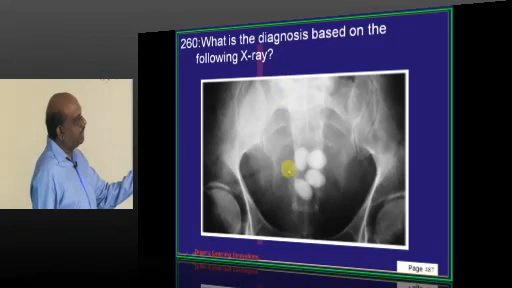 260:What is the diagnosis based on the
following X-ray?
Page 487